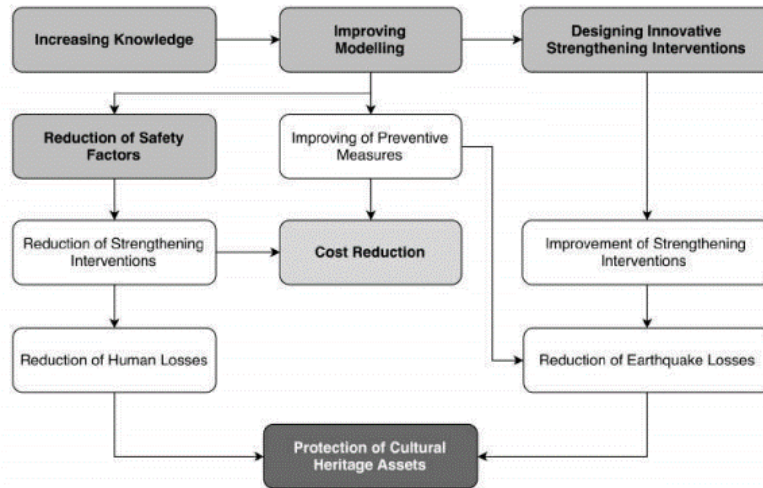 Increasing Knowledge
Improving
Modelling
Designing Innovative
Strengthening Interventions
Reduction of Safety
Factors
Improving of Preventive
Measures
Reduction of Strengthening
Interventions
Cost Reduction
Improvement of Strengthening
Interventions
Reduction of Human Losses
Reduction of Earthquake Losses
Protection of Cultural
Heritage Assets